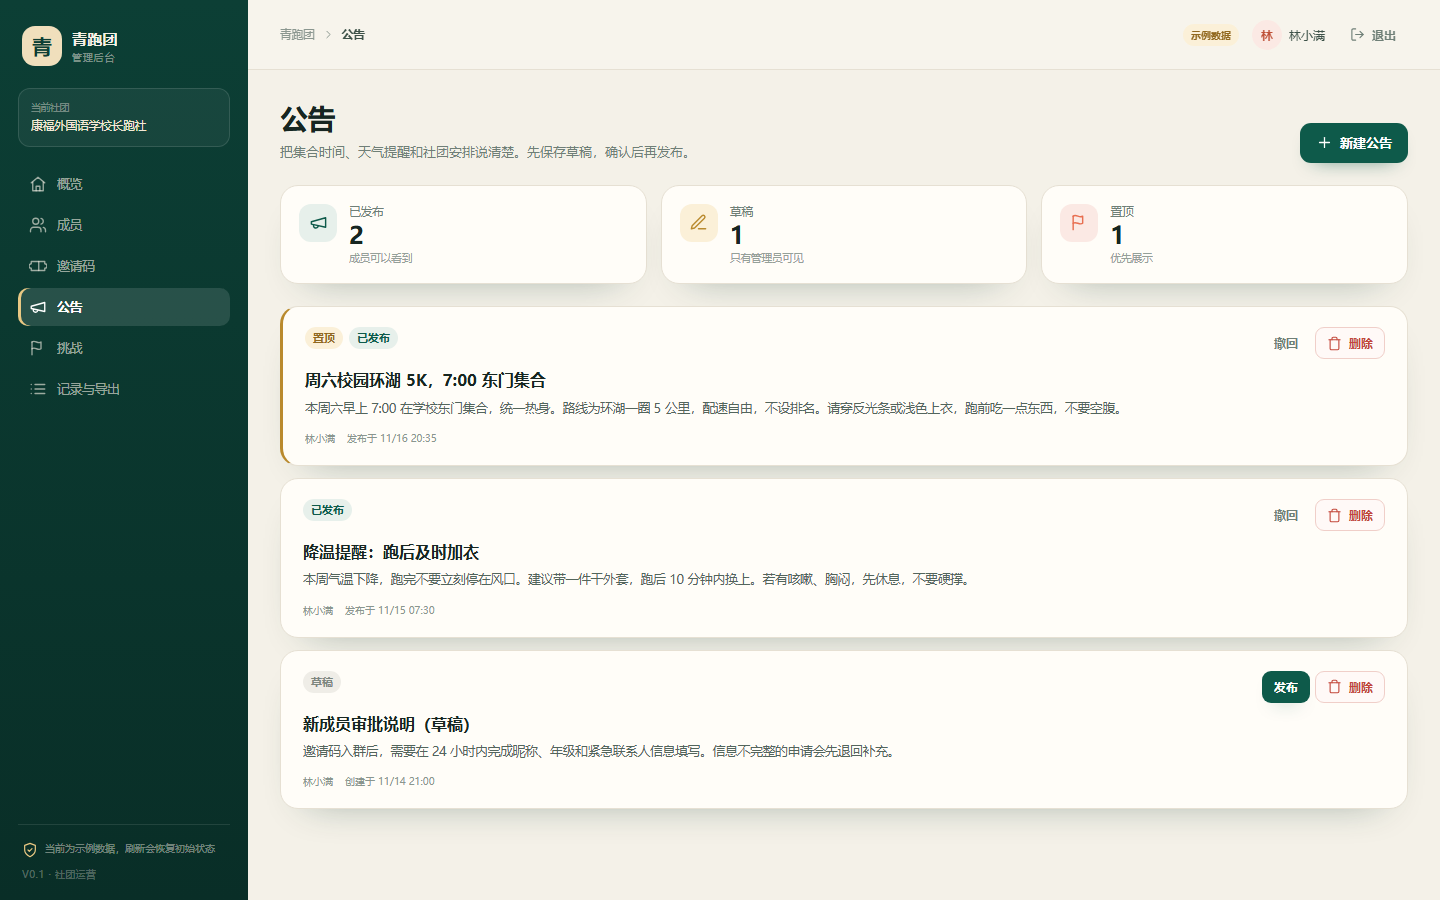 青
青跑团
管理后台
当前社团
康福外国语学校长跑社
概览
成员
邀请码
公告
挑战
记录与导出
当前为示例数据，刷新会恢复初始状态
V0.1 · 社团运营
青跑团 > 公告
示例数据
林 林小满
退出
公告
把集合时间、天气提醒和社团安排说清楚。先保存草稿，确认后再发布。
新建公告
已发布
2
成员可以看到
草稿
1
只有管理员可见
置顶
1
优先展示
置顶 已发布
撤回 删除
周六校园环湖 5K，7:00 东门集合
本周六早上 7:00 在学校东门集合，统一热身。路线为环湖一圈 5 公里，配速自由，不设排名。请穿反光条或浅色上衣，跑前吃一点东西，不要空腹。
林小满 发布于 11/16 20:35
已发布
撤回 删除
降温提醒：跑后及时加衣
本周气温下降，跑完不要立刻停在风口。建议带一件干外套，跑后 10 分钟内换上。若有咳嗽、胸闷，先休息，不要硬撑。
林小满 发布于 11/15 07:30
草稿
发布 删除
新成员审批说明（草稿）
邀请码入群后，需要在 24 小时内完成昵称、年级和紧急联系人信息填写。信息不完整的申请会先退回补充。
林小满 创建于 11/14 21:00